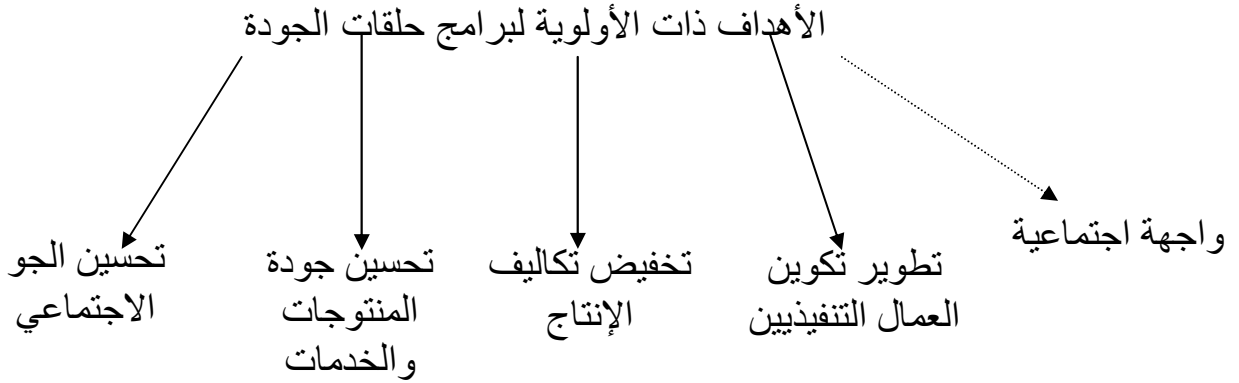 الأهداف ذات الأولوية لبرامج حلقات الجودة
واجهة اجتماعية
تطوير تكوين
العمال التنفيذيين
تخفيض تكاليف
الإنتاج
تحسين جودة
المنتوجات
والخدمات
تحسين الجو
الاجتماعي